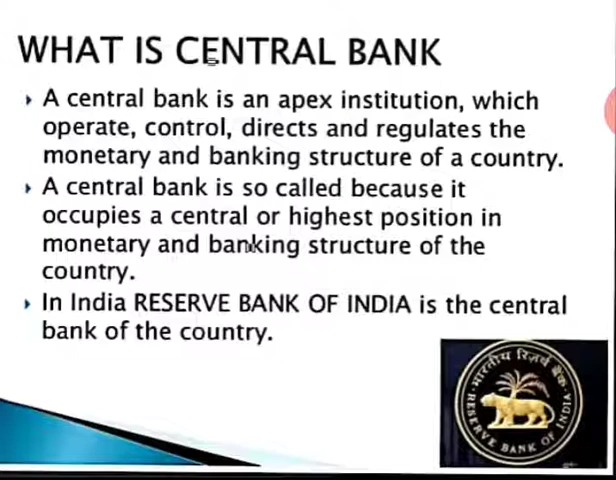 WHAT IS CENTRAL BANK
A central bank is an apex institution, which
operate, control, directs and regulates the
monetary and banking structure of a country.
A central bank is so called because it
occupies a central or highest position in
monetary and banking structure of the
country.
In India RESERVE BANK OF INDIA is the central
bank of the country.
भारतीय रिज़र्व बैंक
RESERVE BANK OF INDIA